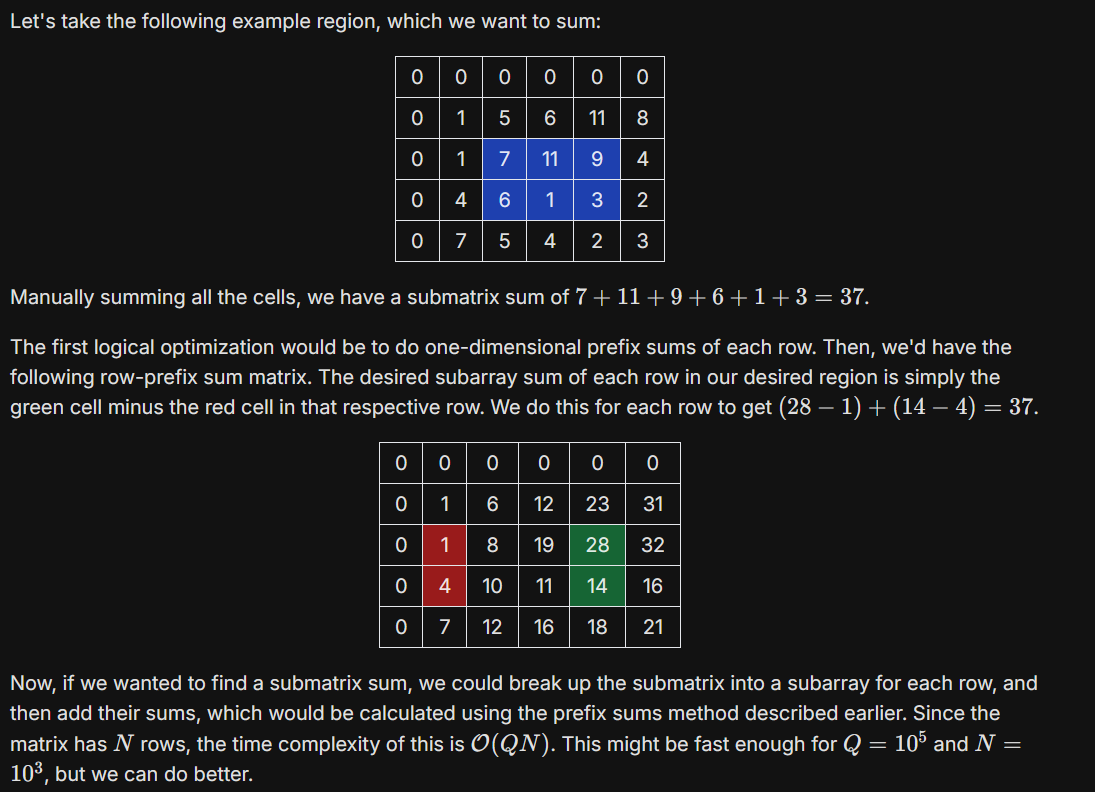 Let's take the following example region, which we want to sum:
0 0 0 0 0 0
0 1 5 6 11 8
0 1 7 11 9 4
0 4 6 1 3 2
0 7 5 4 2 3
Manually summing all the cells, we have a submatrix sum of 7 + 11 + 9 + 6 + 1 + 3 = 37.
The first logical optimization would be to do one-dimensional prefix sums of each row. Then, we'd have the
following row-prefix sum matrix. The desired subarray sum of each row in our desired region is simply the
green cell minus the red cell in that respective row. We do this for each row to get (28 − 1) + (14 − 4) = 37.
0 0 0 0 0 0
0 1 6 12 23 31
0 1 8 19 28 32
0 4 10 11 14 16
0 7 12 16 18 21
Now, if we wanted to find a submatrix sum, we could break up the submatrix into a subarray for each row, and
then add their sums, which would be calculated using the prefix sums method described earlier. Since the
matrix has N rows, the time complexity of this is O(QN). This might be fast enough for Q = 10⁵ and N =
10³, but we can do better.